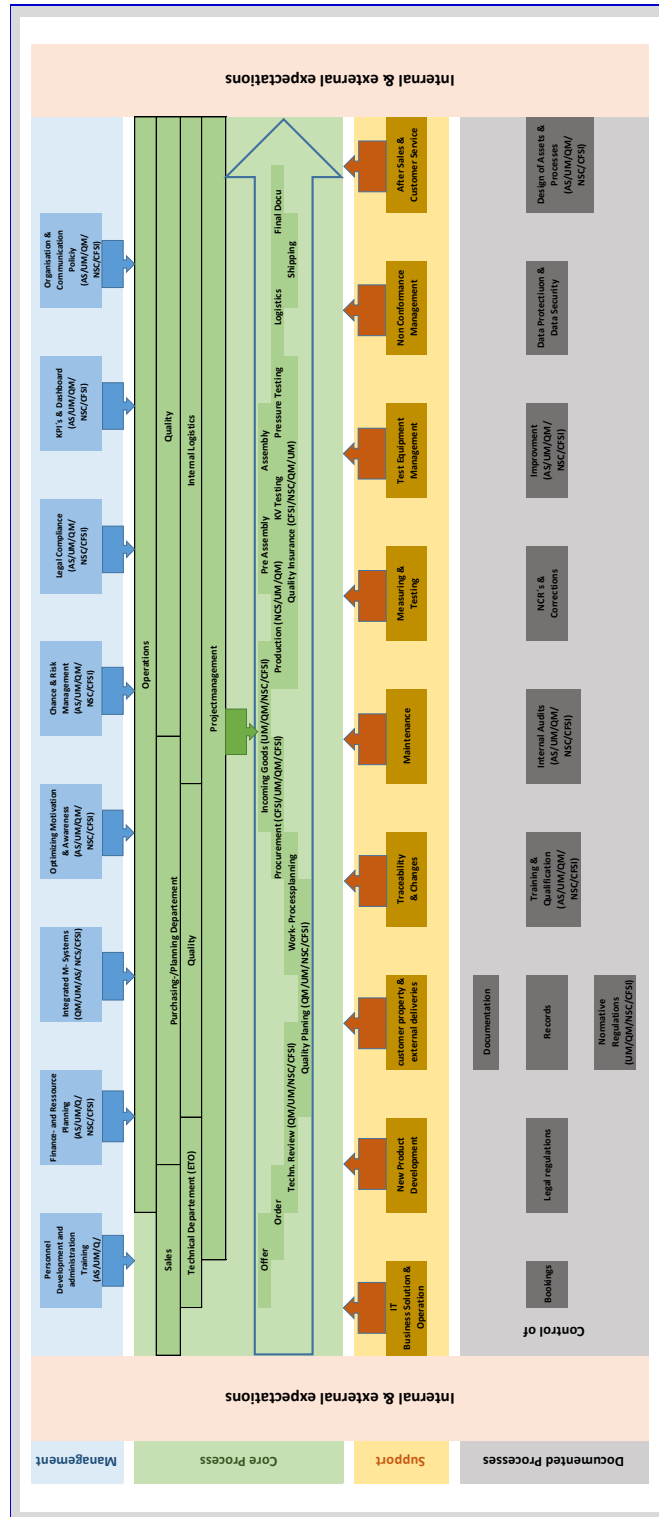 Internal & external expectations
Management
Personnel
Development and
administration
Training
(AS/UM/Q/
Finance- and Ressource
Planning
(AS/UM/Q/
NSC/CFSI)
Integrated M- Systems
(QM/UM/AS/ NCS/CFSI)
Optimizing Motivation
& Awareness
(AS/UM/QM/
NSC/CFSI)
Chance & Risk
Management
(AS/UM/QM/
NSC/CFSI)
Legal Compliance
(AS/UM/QM/
NSC/CFSI)
KPI´s & Dashboard
(AS/UM/QM/
NSC/CFSI)
Organisation &
Communication
Policiy
(AS/UM/QM/
NSC/CFSI)
Core Process
Operations
Sales
Purchasing-/Planning Departement
Quality
Technical Departement (ETO)
Quality
Internal Logistics
Projectmanagement
Offer
Order
Techn. Review (QM/UM/NSC/CFSI)
Quality Planing (QM/UM/NSC/CFSI)
Work- Processplanning
Procurement (CFSI/UM/QM/CFSI)
Incoming Goods (UM/QM/NSC/CFSI)
Production (NCS/UM/QM)
Pre Assembly
Assembly
KV Testing
Pressure Testing
Quality Insurance (CFSI/NSC/QM/UM)
Logistics
Shipping
Final Docu
Support
IT
Business Solution &
Operation
New Product
Development
customer property &
external deliveries
Traceability
& Changes
Maintenance
Measuring &
Testing
Test Equipment
Management
Non Conformance
Management
After Sales &
Customer Service
Documented Processes
Control of
Bookings
Legal regulations
Documentation
Records
Normative
Regulations
(UM/QM/NSC/CFSI)
Training &
Qualification
(AS/UM/QM/
NSC/CFSI)
Internal Audits
(AS/UM/QM/
NSC/CFSI)
NCR´s &
Corrections
Improvment
(AS/UM/QM/
NSC/CFSI)
Data Protectiuon &
Data Security
Design of Assets &
Processes
(AS/UM/QM/
NSC/CFSI)
Internal & external expectations